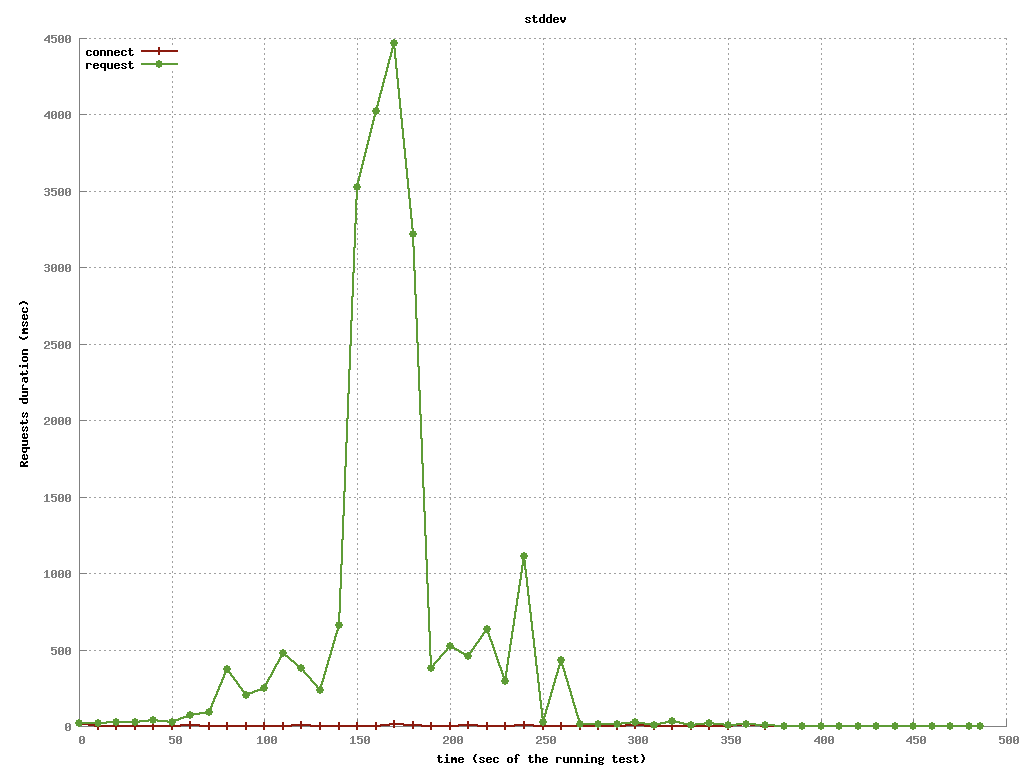 stddev
connect
request
4500
4000
3500
3000
2500
2000
1500
1000
500
0
Requests duration (msec)
0 50 100 150 200 250 300 350 400 450 500
time (sec of the running test)